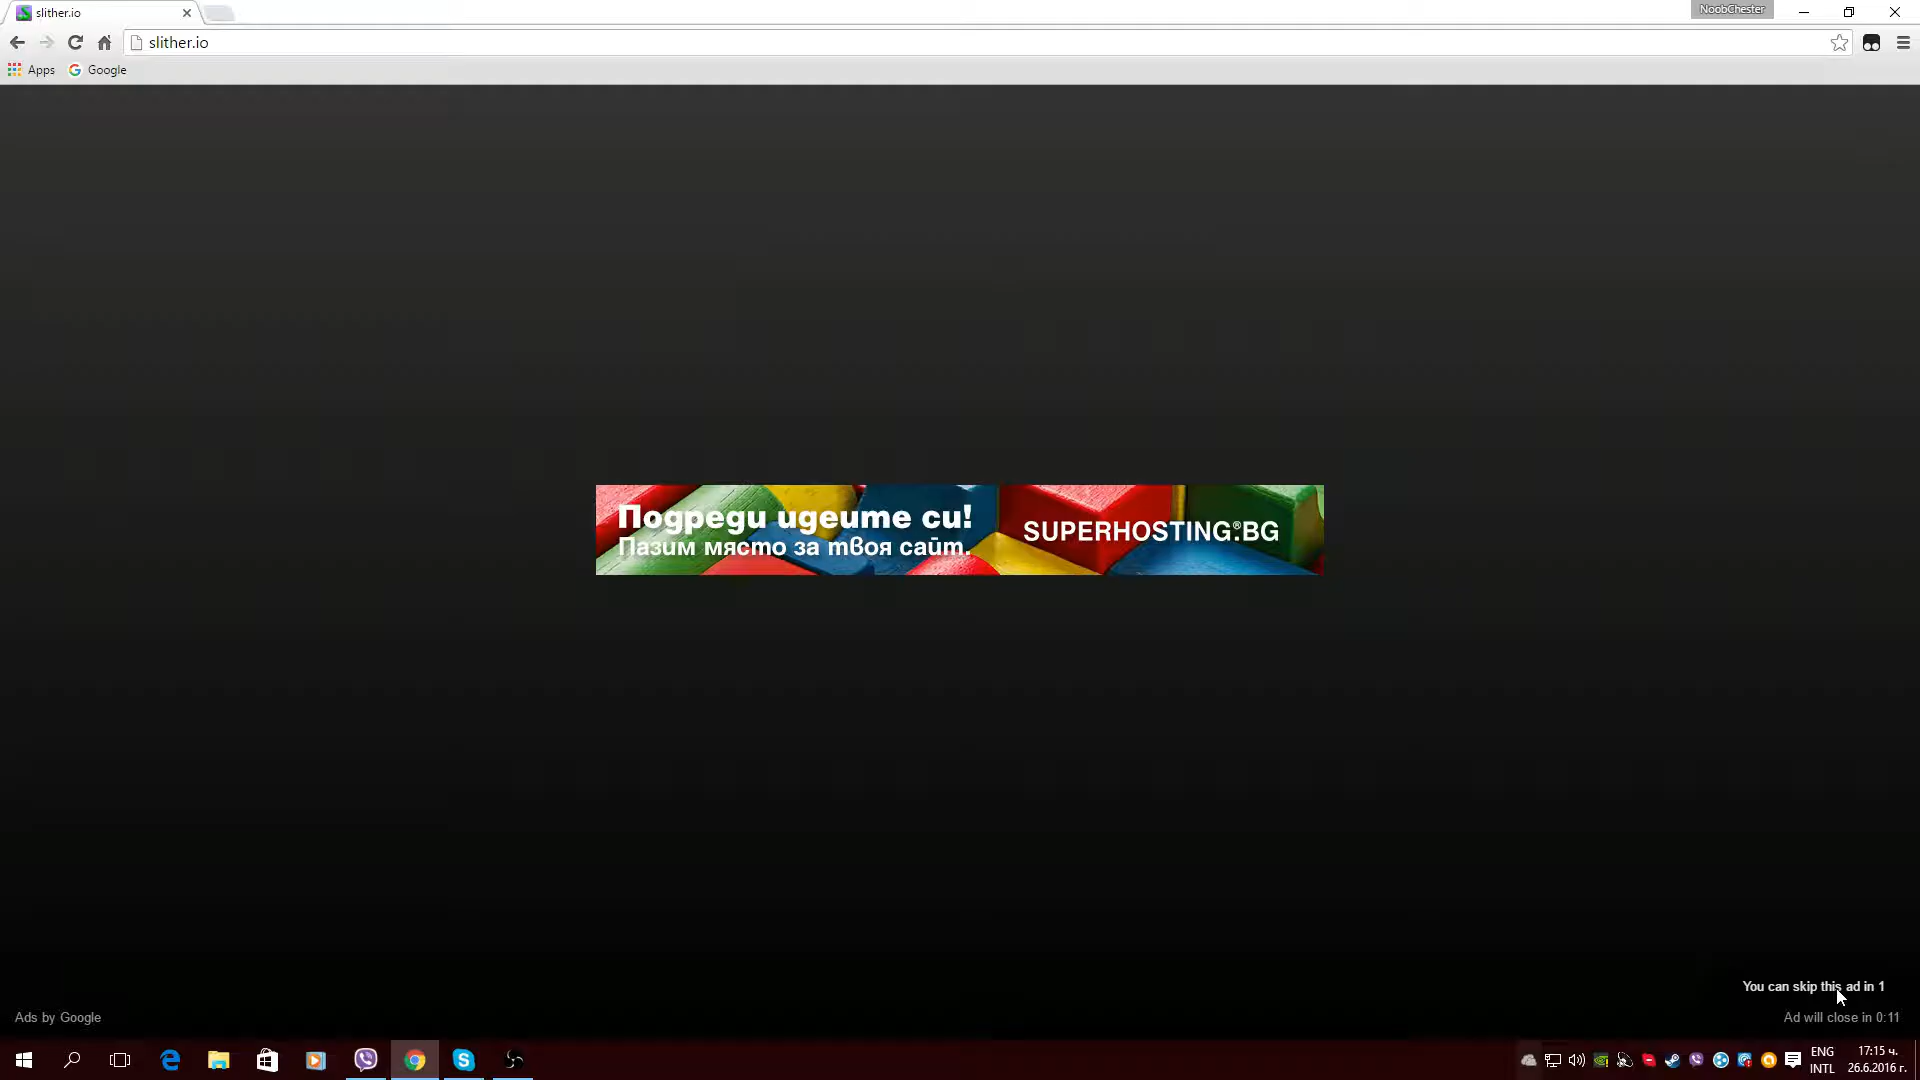 slither.io
NoobChester
slither.io
Apps
Google
Подреди идеите си!
Пазим място за твоя сайт.
SUPERHOSTING.®BG
You can skip this ad in 1
Ads by Google
Ad will close in 0:11
ENG
INTL
17:15 ч.
26.6.2016 г.